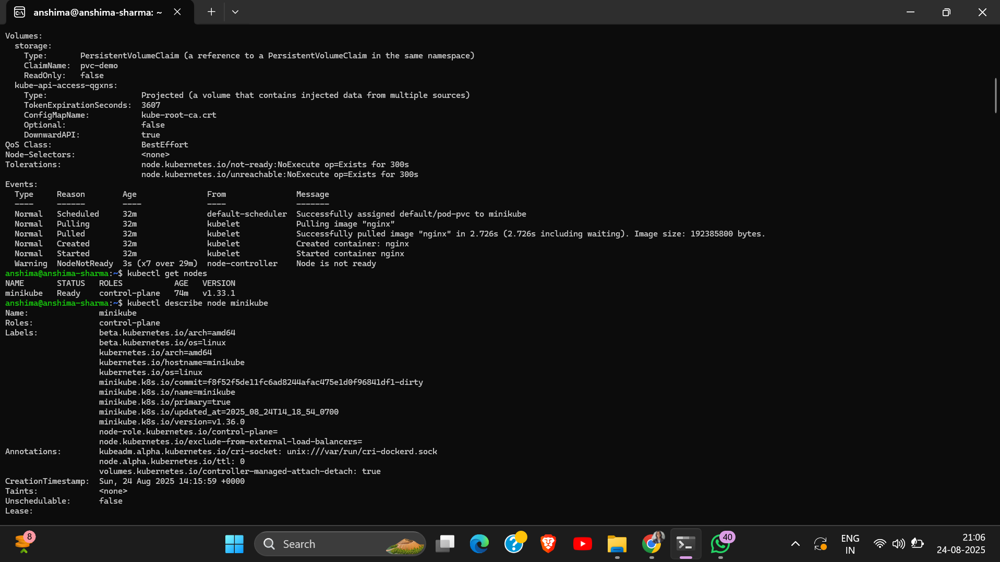 anshima@anshima-sharma: ~
Volumes:
  storage:
    Type:       PersistentVolumeClaim (a reference to a PersistentVolumeClaim in the same namespace)
    ClaimName:  pvc-demo
    ReadOnly:   false
  kube-api-access-qgxns:
    Type:                    Projected (a volume that contains injected data from multiple sources)
    TokenExpirationSeconds:  3607
    ConfigMapName:           kube-root-ca.crt
    Optional:                false
    DownwardAPI:             true
QoS Class:                   BestEffort
Node-Selectors:              <none>
Tolerations:                 node.kubernetes.io/not-ready:NoExecute op=Exists for 300s
                             node.kubernetes.io/unreachable:NoExecute op=Exists for 300s
Events:
  Type     Reason        Age               From               Message
  ----     ------        ----              ----               -------
  Normal   Scheduled     32m               default-scheduler  Successfully assigned default/pod-pvc to minikube
  Normal   Pulling       32m               kubelet            Pulling image "nginx"
  Normal   Pulled        32m               kubelet            Successfully pulled image "nginx" in 2.726s (2.726s including waiting). Image size: 192385800 bytes.
  Normal   Created       32m               kubelet            Created container: nginx
  Normal   Started       32m               kubelet            Started container nginx
  Warning  NodeNotReady  3s (x7 over 29m)  node-controller    Node is not ready
anshima@anshima-sharma:~$ kubectl get nodes
NAME       STATUS   ROLES           AGE   VERSION
minikube   Ready    control-plane   74m   v1.33.1
anshima@anshima-sharma:~$ kubectl describe node minikube
Name:               minikube
Roles:              control-plane
Labels:             beta.kubernetes.io/arch=amd64
                    beta.kubernetes.io/os=linux
                    kubernetes.io/arch=amd64
                    kubernetes.io/hostname=minikube
                    kubernetes.io/os=linux
                    minikube.k8s.io/commit=f8f52f5de11fc6ad8244afac475e1d0f96841df1-dirty
                    minikube.k8s.io/name=minikube
                    minikube.k8s.io/primary=true
                    minikube.k8s.io/updated_at=2025_08_24T14_18_54_0700
                    minikube.k8s.io/version=v1.36.0
                    node-role.kubernetes.io/control-plane=
                    node.kubernetes.io/exclude-from-external-load-balancers=
Annotations:        kubeadm.alpha.kubernetes.io/cri-socket: unix:///var/run/cri-dockerd.sock
                    node.alpha.kubernetes.io/ttl: 0
                    volumes.kubernetes.io/controller-managed-attach-detach: true
CreationTimestamp:  Sun, 24 Aug 2025 14:15:59 +0000
Taints:             <none>
Unschedulable:      false
Lease:
8
Search
40
ENG
IN
21:06
24-08-2025